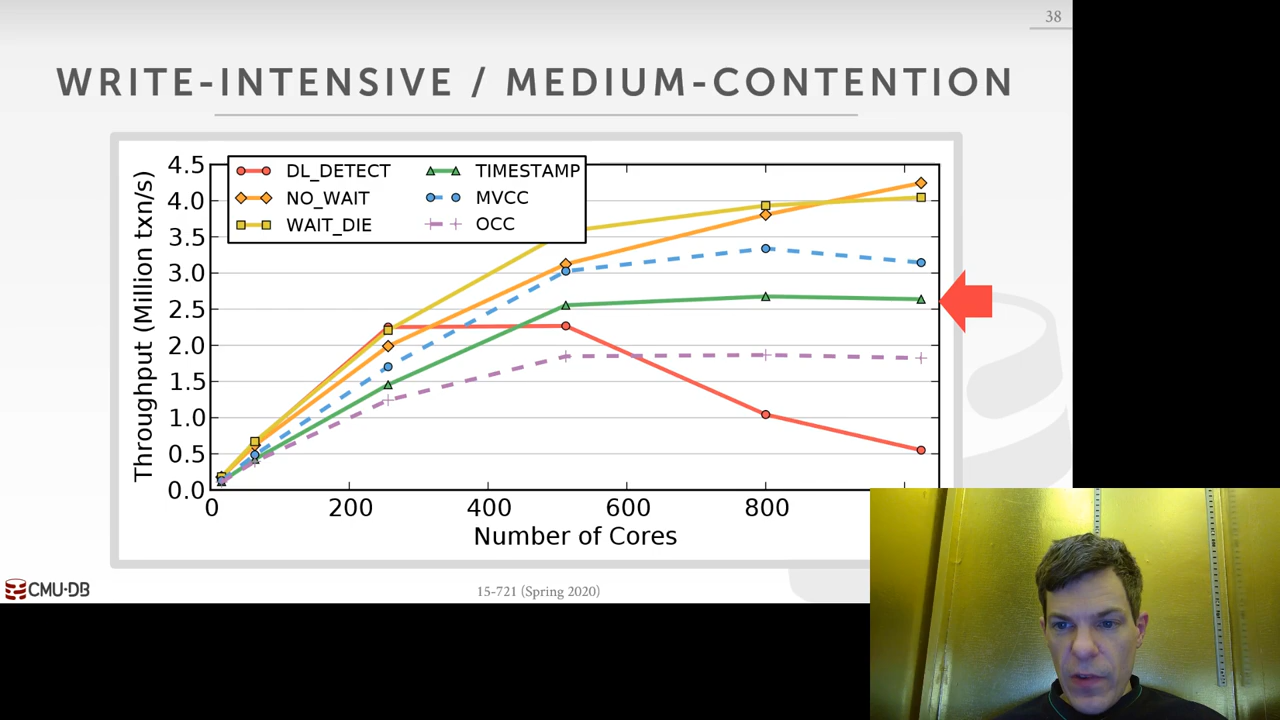 38
WRITE-INTENSIVE / MEDIUM-CONTENTION
Throughput (Million txn/s)
4.5
4.0
3.5
3.0
2.5
2.0
1.5
1.0
0.5
0.0
DL_DETECT
NO_WAIT
WAIT_DIE
TIMESTAMP
MVCC
OCC
0 200 400 600 800
Number of Cores
CMU-DB
15-721 (Spring 2020)